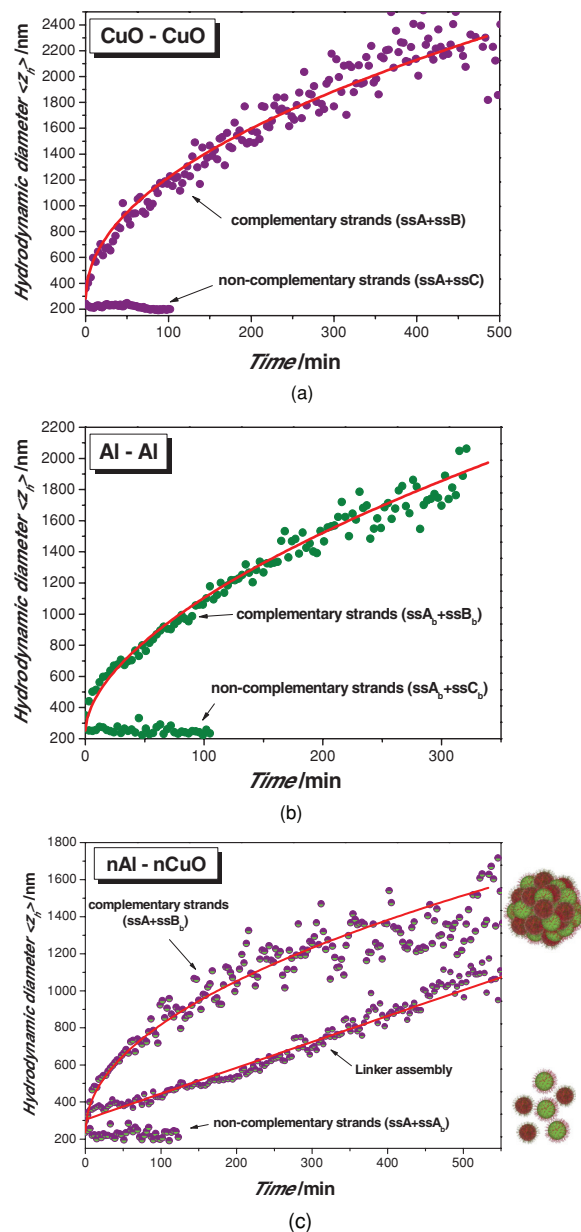 CuO - CuO
Hydrodynamic diameter <z_h> /nm
2400
2200
2000
1800
1600
1400
1200
1000
800
600
400
200
complementary strands (ssA+ssB)
non-complementary strands (ssA+ssC)
0 100 200 300 400 500
Time /min
(a)
Al - Al
Hydrodynamic diameter <z_h> /nm
2200
2000
1800
1600
1400
1200
1000
800
600
400
200
complementary strands (ssA_b+ssB_b)
non-complementary strands (ssA_b+ssC_b)
0 100 200 300
Time /min
(b)
nAl - nCuO
Hydrodynamic diameter <z_h> /nm
1800
1600
1400
1200
1000
800
600
400
200
complementary strands
(ssA+ssB_b)
Linker assembly
non-complementary strands (ssA+ssA_b)
0 100 200 300 400 500
Time /min
(c)